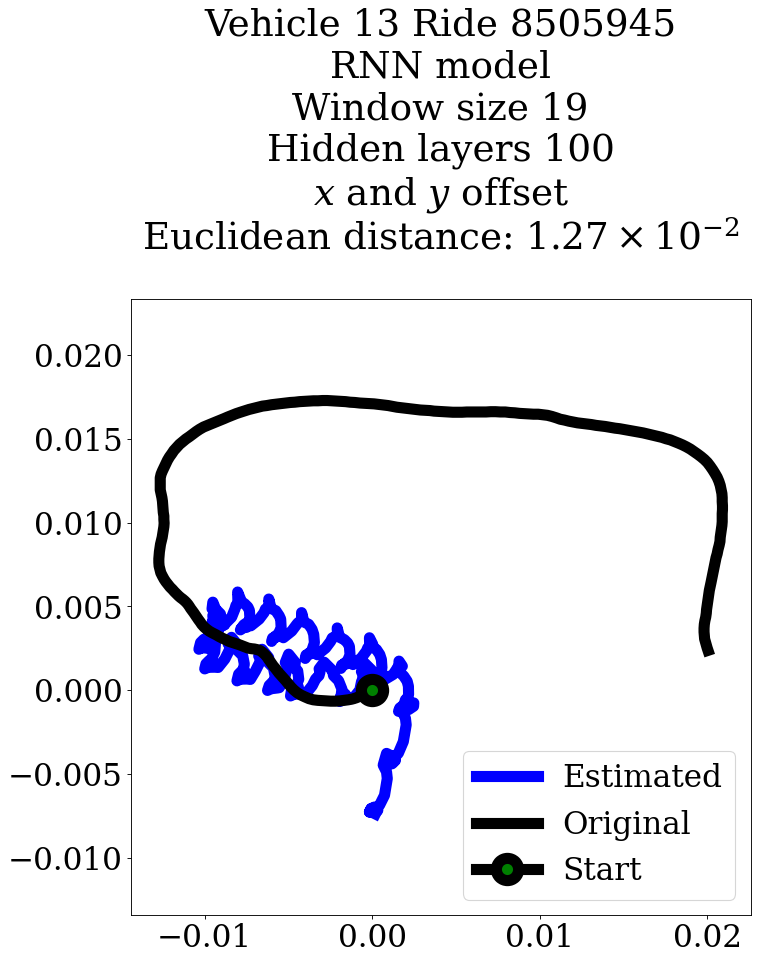 Vehicle 13 Ride 8505945
RNN model
Window size 19
Hidden layers 100
x and y offset
Euclidean distance: 1.27 × 10⁻²
0.020
0.015
0.010
0.005
0.000
−0.005
−0.010
Estimated
Original
Start
−0.01 0.00 0.01 0.02